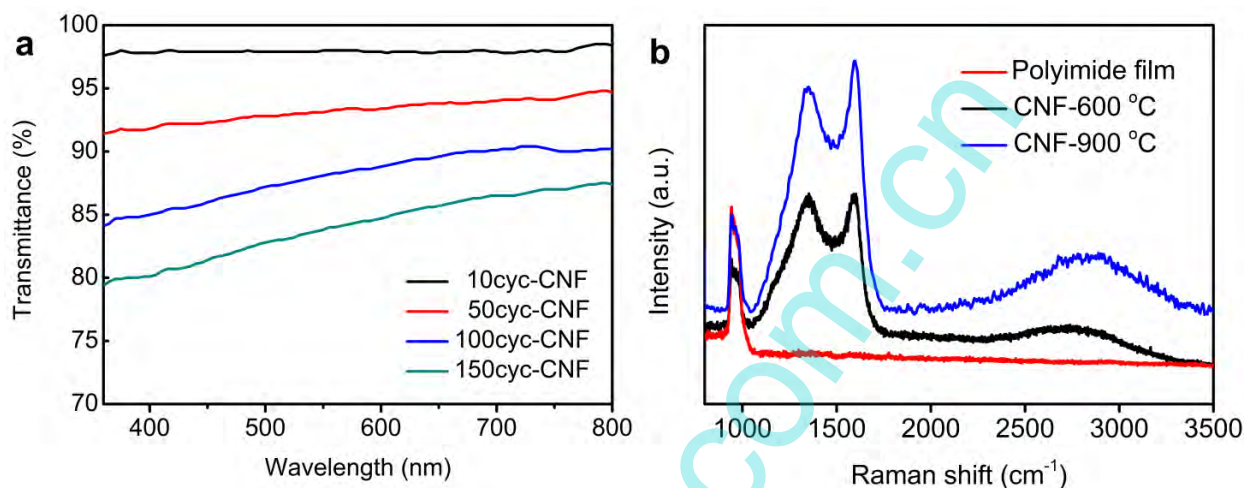 a
100
95
90
85
80
75
70
Transmittance (%)
10cyc-CNF
50cyc-CNF
100cyc-CNF
150cyc-CNF
400 500 600 700 800
Wavelength (nm)
b
Intensity (a.u.)
Polyimide film
CNF-600 °C
CNF-900 °C
1000 1500 2000 2500 3000 3500
Raman shift (cm⁻¹)
com.cn